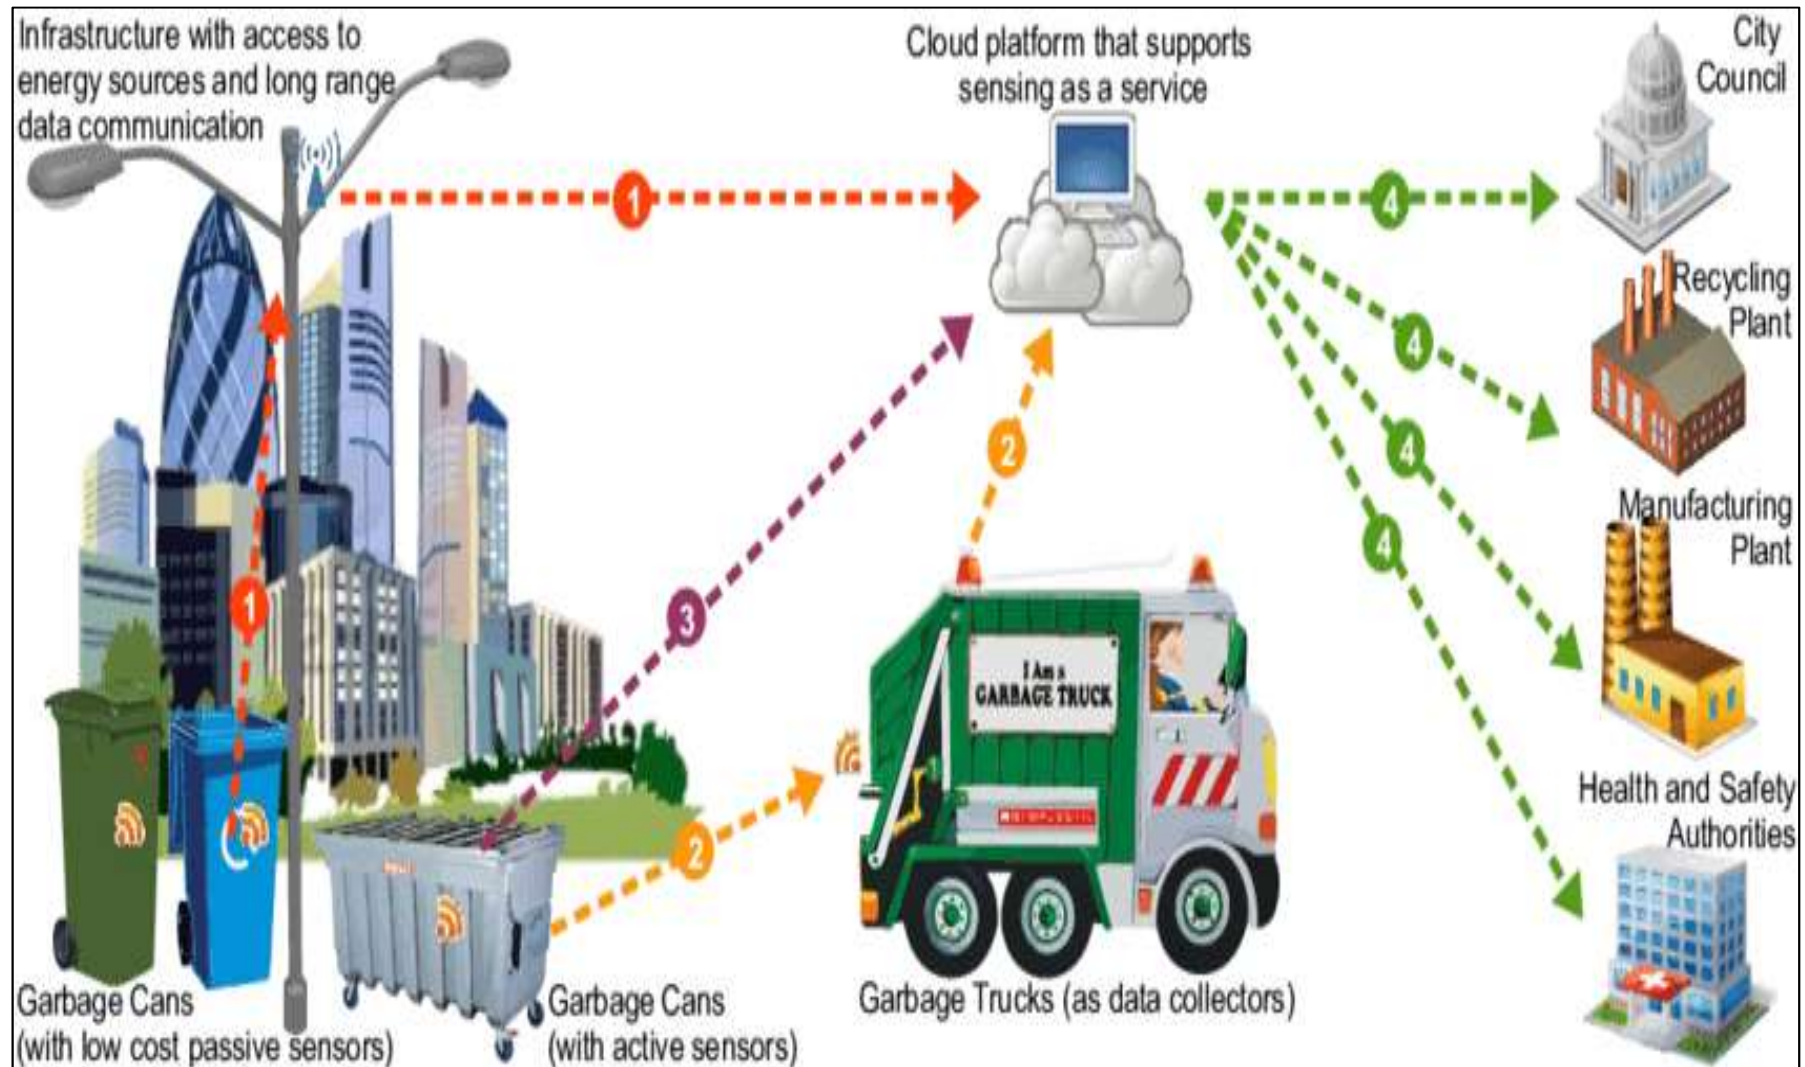 Infrastructure with access to
energy sources and long range
data communication
Cloud platform that supports
sensing as a service
City
Council
1
4
Recycling
Plant
4
2
4
Manufacturing
Plant
4
1
3
I Am a
GARBAGE TRUCK
2
Health and Safety
Authorities
Garbage Cans
(with low cost passive sensors)
Garbage Cans
(with active sensors)
Garbage Trucks (as data collectors)